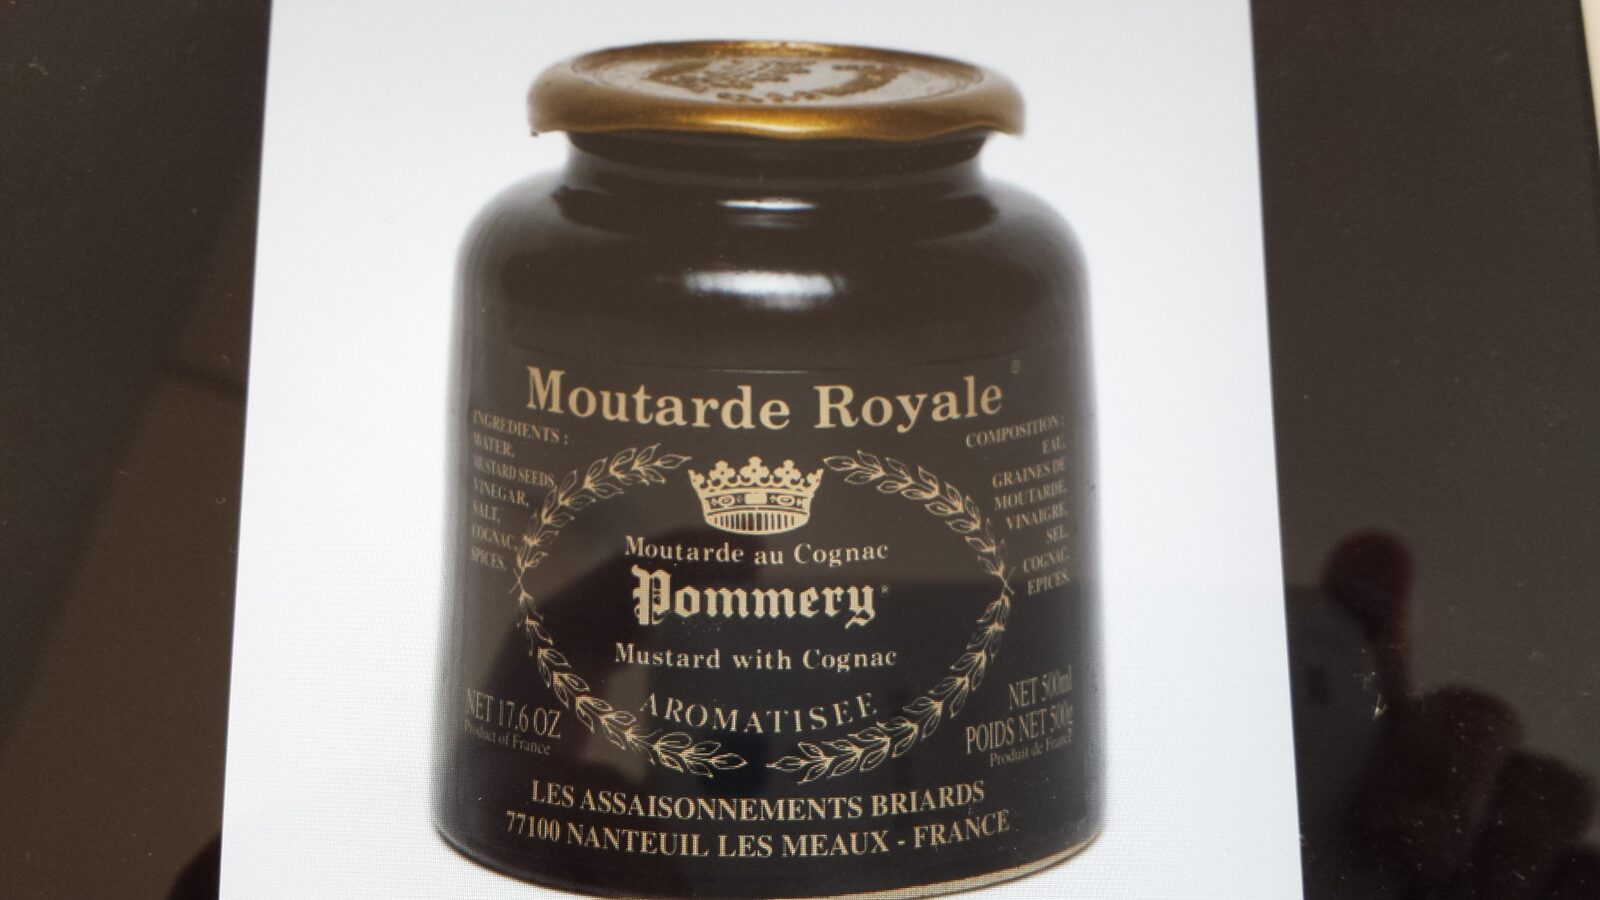 Moutarde Royale
INGREDIENTS :
WATER,
MUSTARD SEEDS,
VINEGAR,
SALT,
COGNAC,
SPICES.
COMPOSITION :
EAU,
GRAINES DE
MOUTARDE,
VINAIGRE,
SEL,
COGNAC,
EPICES.
Moutarde au Cognac
Pommery
Mustard with Cognac
AROMATISEE
NET 17.6 OZ
Product of France
NET 500ml
POIDS NET 500g
Produit de France
LES ASSAISONNEMENTS BRIARDS
77100 NANTEUIL LES MEAUX - FRANCE